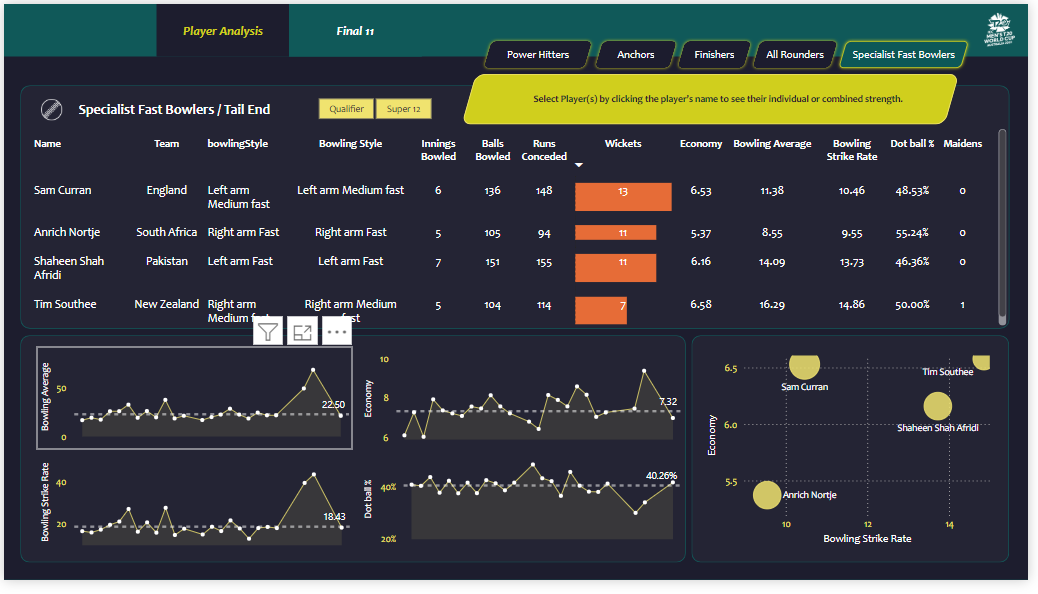 Player Analysis
Final 11
MEN'S T20
WORLD CUP
Power Hitters
Anchors
Finishers
All Rounders
Specialist Fast Bowlers
Select Player(s) by clicking the player's name to see their individual or combined strength.
Specialist Fast Bowlers / Tail End
Qualifier
Super 12
Name Team bowlingStyle Bowling Style Innings Bowled Balls Bowled Runs Conceded Wickets Economy Bowling Average Bowling Strike Rate Dot ball % Maidens
Sam Curran England Left arm Medium fast Left arm Medium fast 6 136 148 13 6.53 11.38 10.46 48.53% 0
Anrich Nortje South Africa Right arm Fast Right arm Fast 5 105 94 11 5.37 8.55 9.55 55.24% 0
Shaheen Shah Afridi Pakistan Left arm Fast Left arm Fast 7 151 155 11 6.16 14.09 13.73 46.36% 0
Tim Southee New Zealand Right arm Medium Right arm Medium 5 104 114 7 6.58 16.29 14.86 50.00% 1
Bowling Average
50
0
22.50
Economy
10
8
6
7.32
Bowling Strike Rate
40
20
18.43
Dot ball %
40%
20%
40.26%
Economy
6.5
6.0
5.5
Sam Curran
Tim Southee
Shaheen Shah Afridi
Anrich Nortje
10 12 14
Bowling Strike Rate